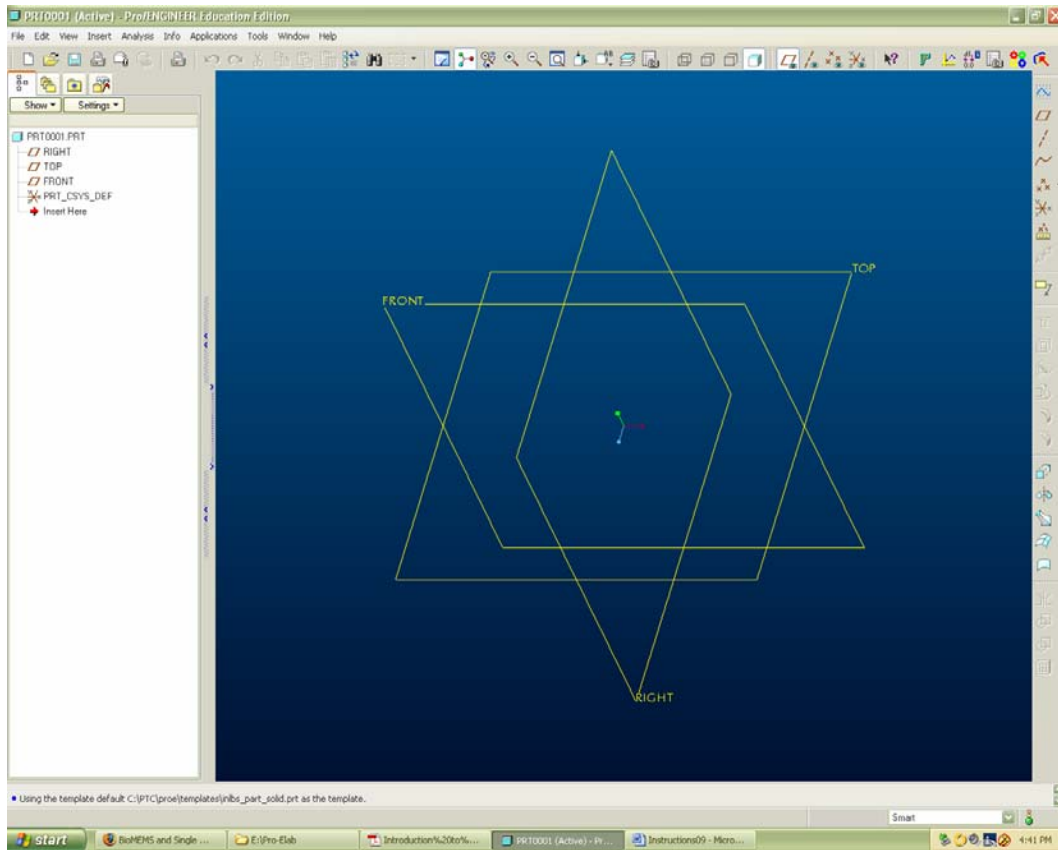 PRT0001 (Active) - Pro/ENGINEER Education Edition
File Edit View Insert Analysis Info Applications Tools Window Help
Show Settings
PRT0001.PRT
RIGHT
TOP
FRONT
PRT_CSYS_DEF
Insert Here
TOP
FRONT
RIGHT
Using the template default C:\PTC\proe\templates\inlbs_part_solid.prt as the template.
Smart
start BioMEMS and Single ... E:\Pro-Elab Introduction%20to%... PRT0001 (Active) - Pr... Instructions09 - Micro... 4:41 PM